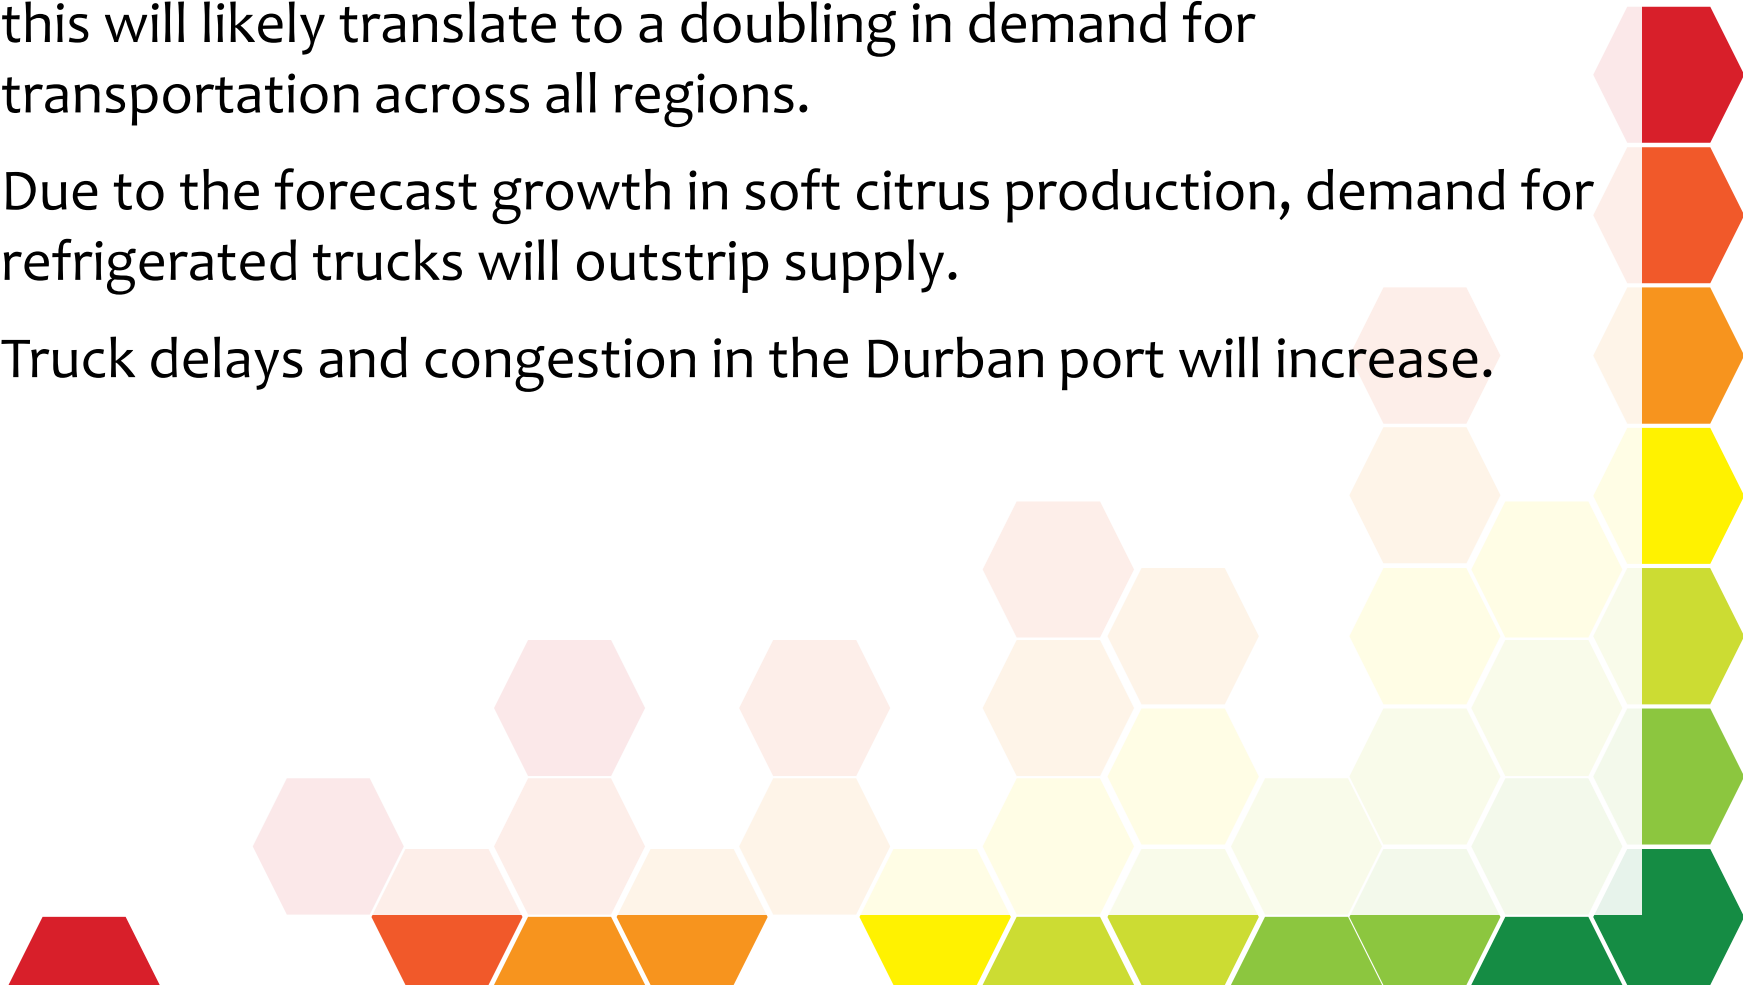 this will likely translate to a doubling in demand for
transportation across all regions.
Due to the forecast growth in soft citrus production, demand for
refrigerated trucks will outstrip supply.
Truck delays and congestion in the Durban port will increase.